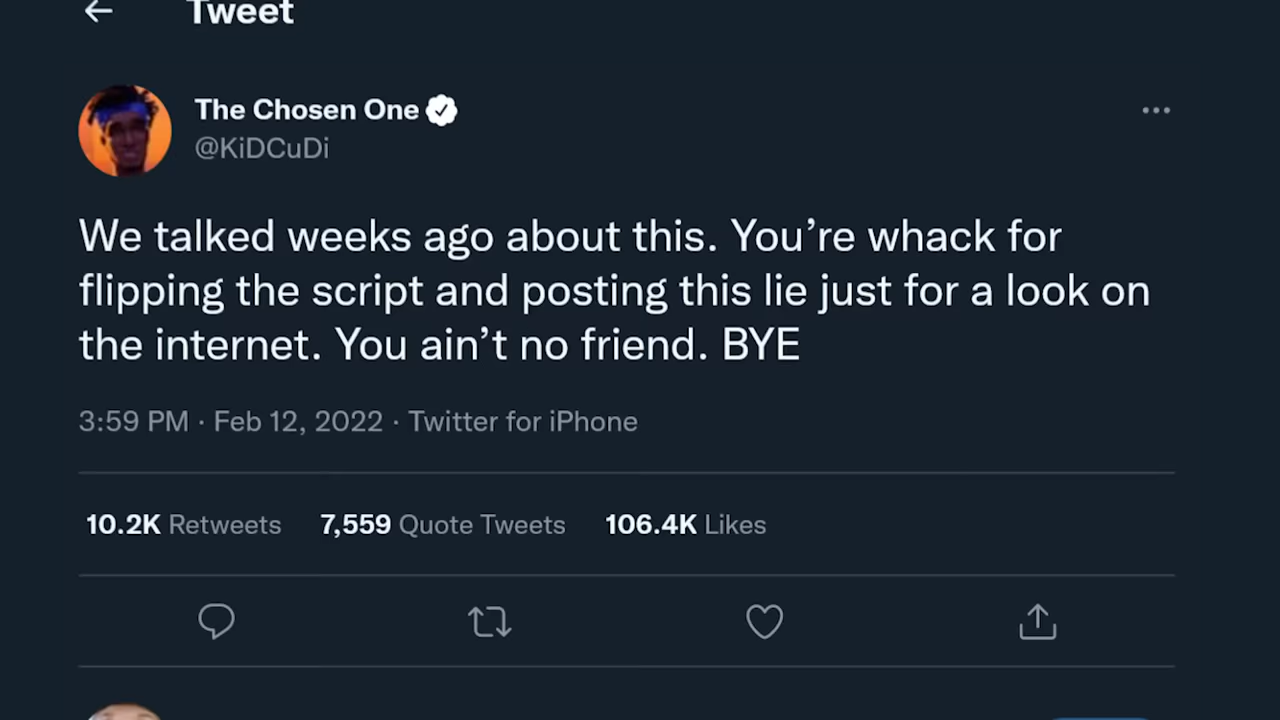 Tweet
The Chosen One
@KiDCuDi
We talked weeks ago about this. You’re whack for
flipping the script and posting this lie just for a look on
the internet. You ain’t no friend. BYE
3:59 PM · Feb 12, 2022 · Twitter for iPhone
10.2K Retweets 7,559 Quote Tweets 106.4K Likes